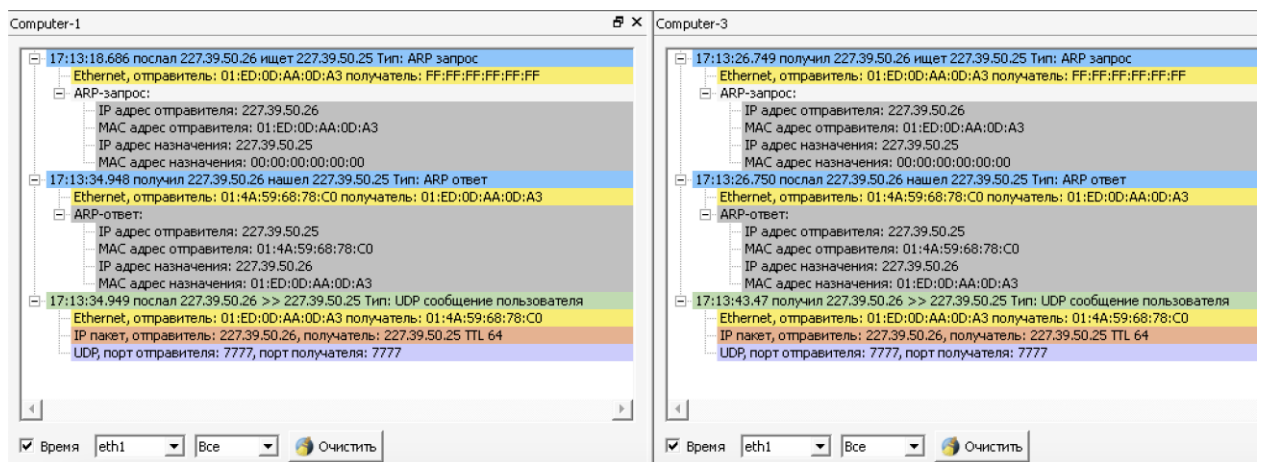 Computer-1
17:13:18.686 послал 227.39.50.26 ищет 227.39.50.25 Тип: ARP запрос
Ethernet, отправитель: 01:ED:0D:AA:0D:A3 получатель: FF:FF:FF:FF:FF:FF
ARP-запрос:
IP адрес отправителя: 227.39.50.26
MAC адрес отправителя: 01:ED:0D:AA:0D:A3
IP адрес назначения: 227.39.50.25
MAC адрес назначения: 00:00:00:00:00:00
17:13:34.948 получил 227.39.50.26 нашел 227.39.50.25 Тип: ARP ответ
Ethernet, отправитель: 01:4A:59:68:78:C0 получатель: 01:ED:0D:AA:0D:A3
ARP-ответ:
IP адрес отправителя: 227.39.50.25
MAC адрес отправителя: 01:4A:59:68:78:C0
IP адрес назначения: 227.39.50.26
MAC адрес назначения: 01:ED:0D:AA:0D:A3
17:13:34.949 послал 227.39.50.26 >> 227.39.50.25 Тип: UDP сообщение пользователя
Ethernet, отправитель: 01:ED:0D:AA:0D:A3 получатель: 01:4A:59:68:78:C0
IP пакет, отправитель: 227.39.50.26, получатель: 227.39.50.25 TTL 64
UDP, порт отправителя: 7777, порт получателя: 7777
Время eth1 Все Очистить
Computer-3
17:13:26.749 получил 227.39.50.26 ищет 227.39.50.25 Тип: ARP запрос
Ethernet, отправитель: 01:ED:0D:AA:0D:A3 получатель: FF:FF:FF:FF:FF:FF
ARP-запрос:
IP адрес отправителя: 227.39.50.26
MAC адрес отправителя: 01:ED:0D:AA:0D:A3
IP адрес назначения: 227.39.50.25
MAC адрес назначения: 00:00:00:00:00:00
17:13:26.750 послал 227.39.50.26 нашел 227.39.50.25 Тип: ARP ответ
Ethernet, отправитель: 01:4A:59:68:78:C0 получатель: 01:ED:0D:AA:0D:A3
ARP-ответ:
IP адрес отправителя: 227.39.50.25
MAC адрес отправителя: 01:4A:59:68:78:C0
IP адрес назначения: 227.39.50.26
MAC адрес назначения: 01:ED:0D:AA:0D:A3
17:13:43.47 получил 227.39.50.26 >> 227.39.50.25 Тип: UDP сообщение пользователя
Ethernet, отправитель: 01:ED:0D:AA:0D:A3 получатель: 01:4A:59:68:78:C0
IP пакет, отправитель: 227.39.50.26, получатель: 227.39.50.25 TTL 64
UDP, порт отправителя: 7777, порт получателя: 7777
Время eth1 Все Очистить